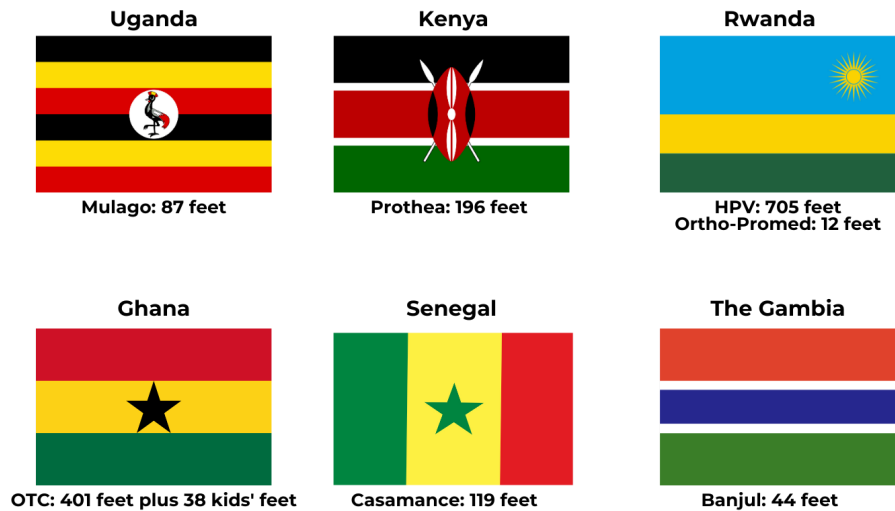 Uganda
Kenya
Rwanda
Mulago: 87 feet
Prothea: 196 feet
HPV: 705 feet
Ortho-Promed: 12 feet
Ghana
Senegal
The Gambia
OTC: 401 feet plus 38 kids' feet
Casamance: 119 feet
Banjul: 44 feet